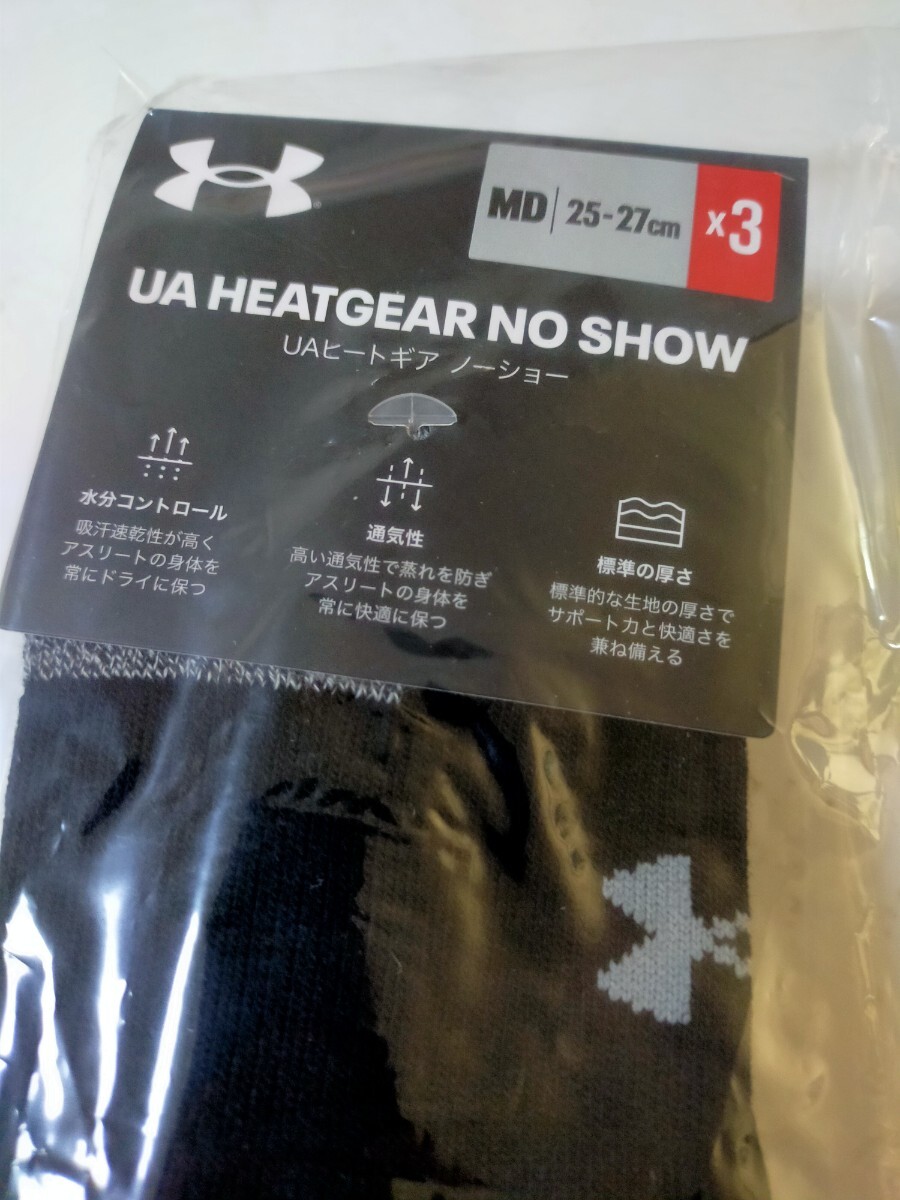 MD 25-27cm x3
UA HEATGEAR NO SHOW
UAヒートギア ノーショー
水分コントロール
吸汗速乾性が高く
アスリートの身体を
常にドライに保つ
通気性
高い通気性で蒸れを防ぎ
アスリートの身体を
常に快適に保つ
標準の厚さ
標準的な生地の厚さで
サポート力と快適さを
兼ね備える